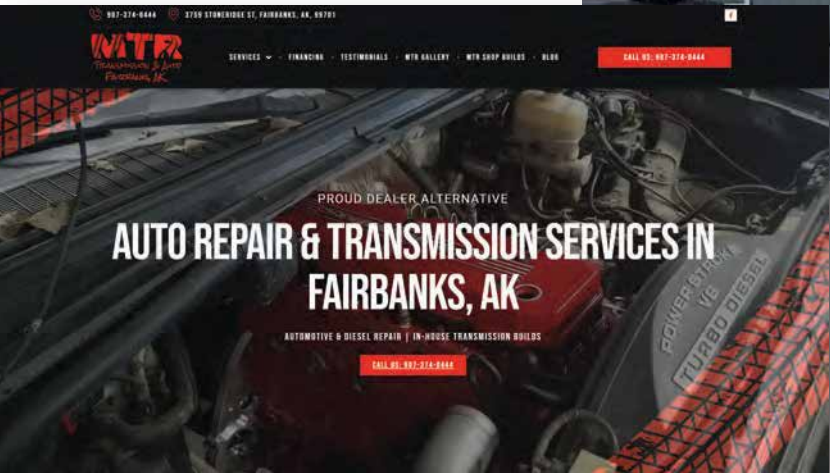 907-374-0444 3759 STONERIDGE ST, FAIRBANKS, AK, 99701
MTR
TRANSMISSION & AUTO
FAIRBANKS, AK
SERVICES · FINANCING · TESTIMONIALS · MTR GALLERY · MTR SHOP BUILDS · BLOG
CALL US: 907-374-0444
PROUD DEALER ALTERNATIVE
AUTO REPAIR & TRANSMISSION SERVICES IN
FAIRBANKS, AK
AUTOMOTIVE & DIESEL REPAIR | IN-HOUSE TRANSMISSION BUILDS
CALL US: 907-374-0444
POWER STROKE
V8
TURBO DIESEL